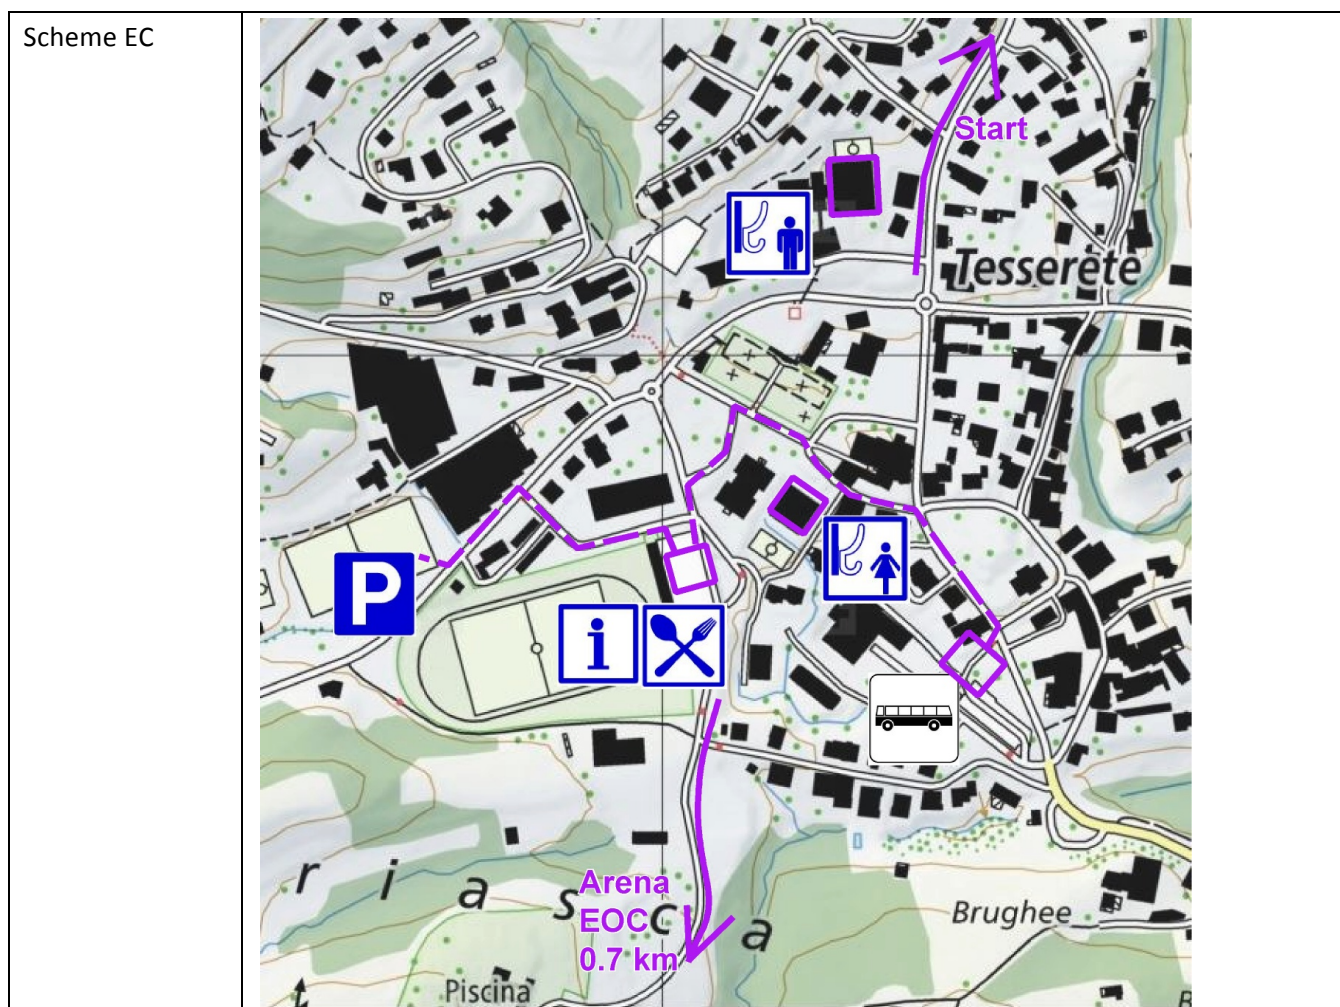 Scheme EC
Start
Tesserete
P
i
Arena
EOC
0.7 km
r i a s c a
Brughee
Piscina